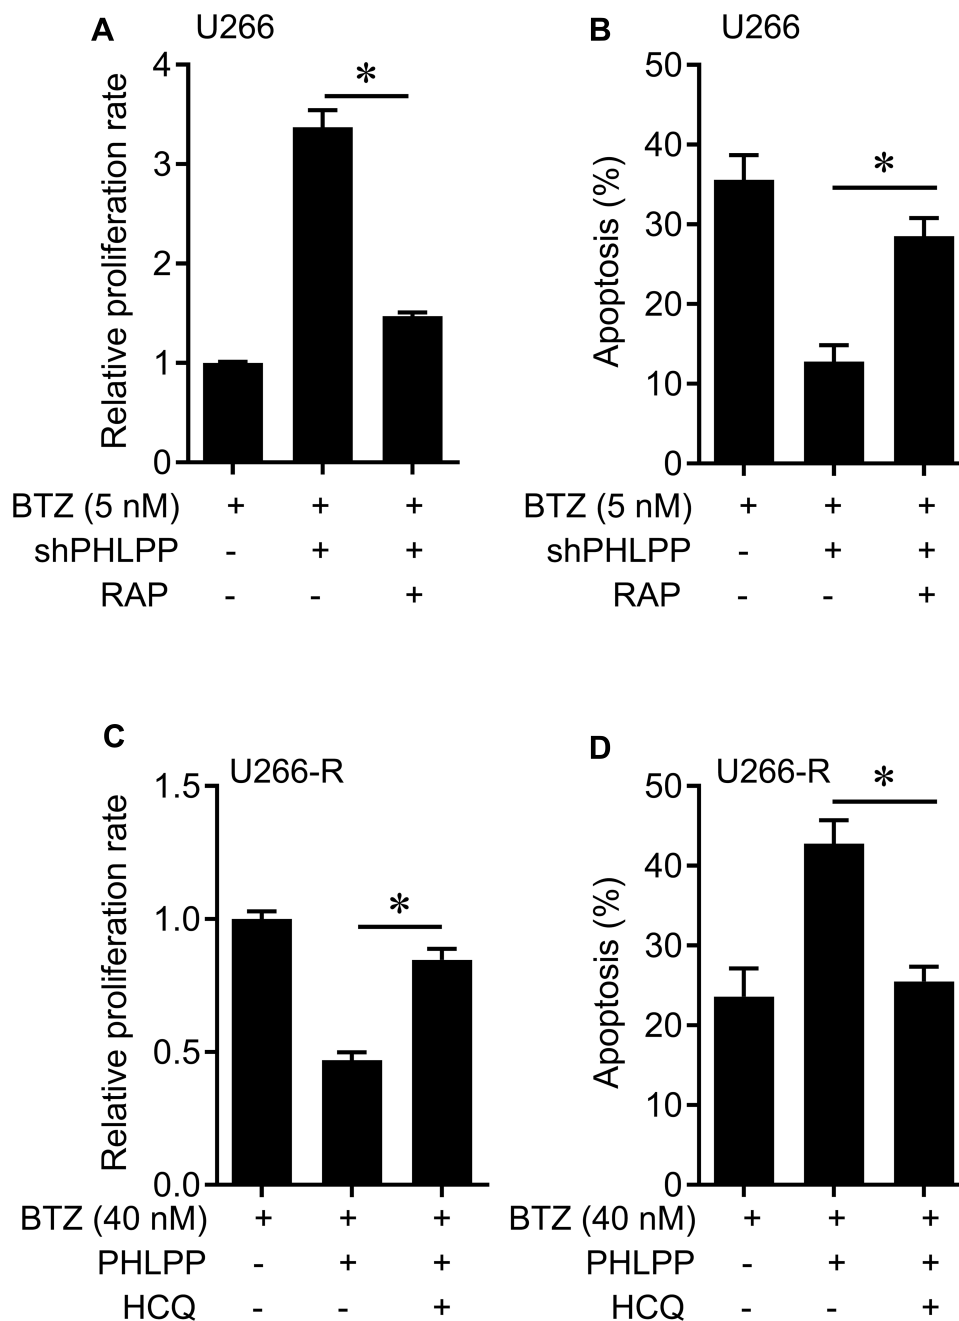 A
U266
Relative proliferation rate
4
3
2
1
0
*
BTZ (5 nM) + + +
shPHLPP - + +
RAP - - +
B
U266
Apoptosis (%)
50
40
30
20
10
0
*
BTZ (5 nM) + + +
shPHLPP - + +
RAP - - +
C
U266-R
Relative proliferation rate
1.5
1.0
0.5
0.0
*
BTZ (40 nM) + + +
PHLPP - + +
HCQ - - +
D
U266-R
Apoptosis (%)
50
40
30
20
10
0
*
BTZ (40 nM) + + +
PHLPP - + +
HCQ - - +